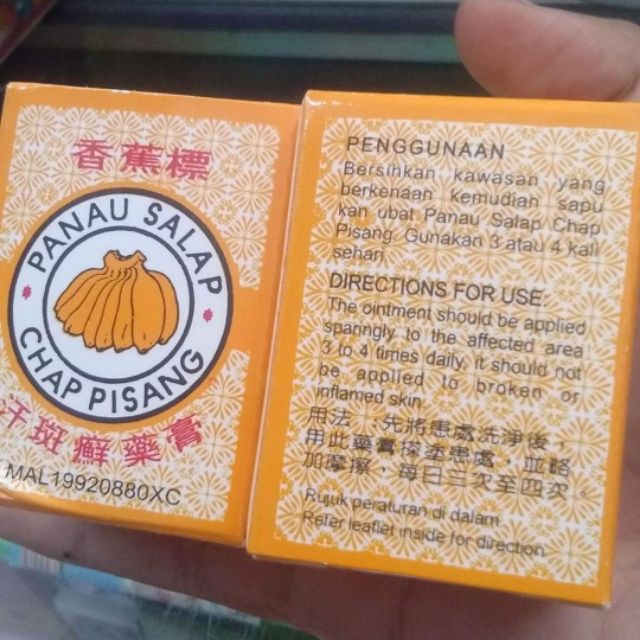 香蕉標
PANAU SALAP
CHAP PISANG
汗斑癬藥膏
MAL19920880XC
PENGGUNAAN
Bersihkan kawasan yang
berkenaan kemudian sapu
kan ubat Panau Salap Chap
Pisang. Gunakan 3 atau 4 kali
sehari.
DIRECTIONS FOR USE:
The ointment should be applied
sparingly to the affected area
3 to 4 times daily. It should not
be applied to broken or
inflamed skin.
用法：先將患處洗淨後，
用此藥膏搽塗患處，並略
加摩擦，每日三次至四次。
Rujuk peraturan di dalam
Refer leaflet inside for direction